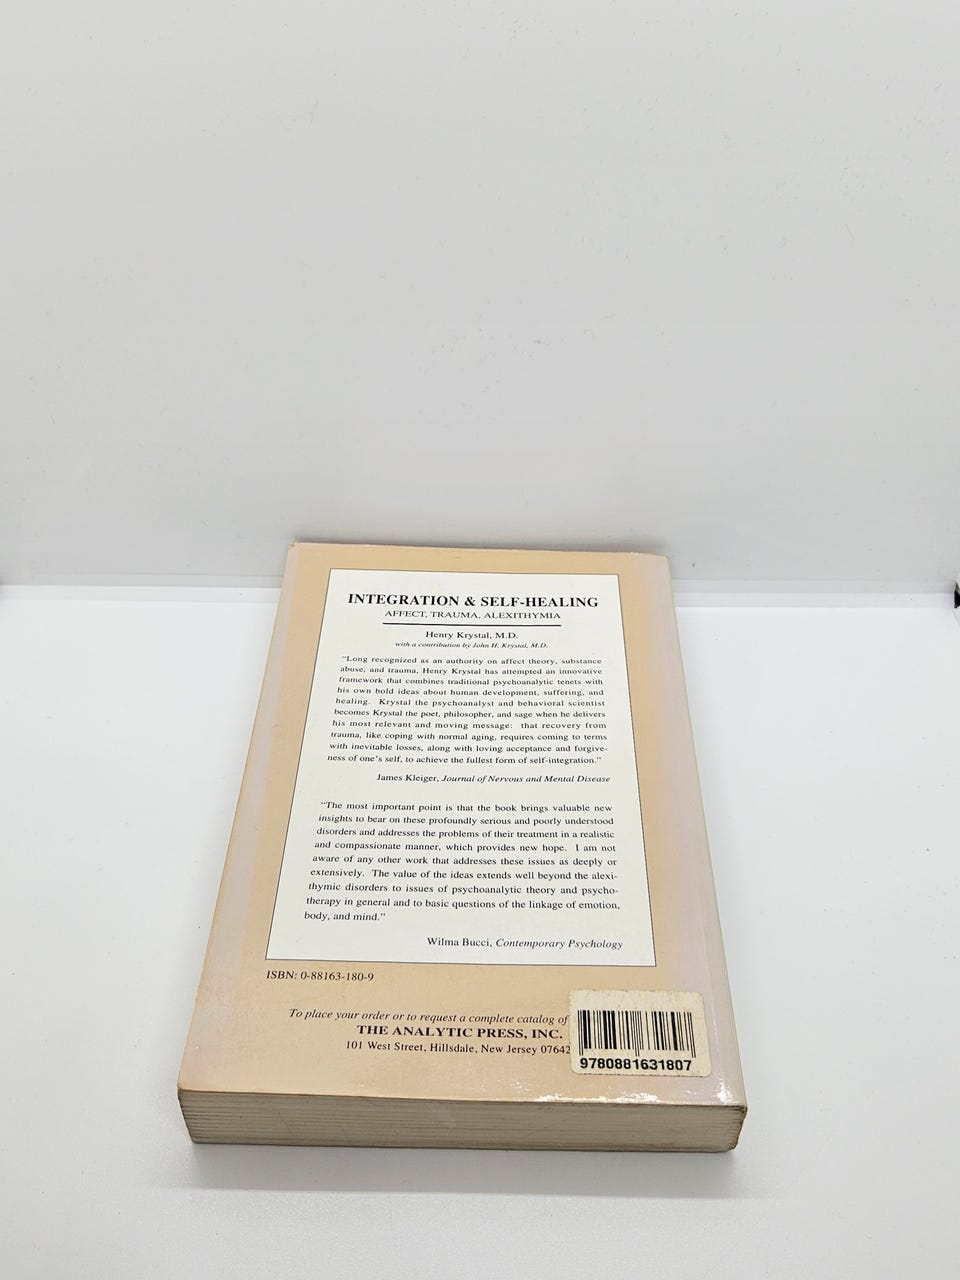 INTEGRATION & SELF-HEALING
AFFECT, TRAUMA, ALEXITHYMIA
Henry Krystal, M.D.
with a contribution by John H. Krystal, M.D.
"Long recognized as an authority on affect theory, substance
abuse, and trauma, Henry Krystal has attempted an innovative
framework that combines traditional psychoanalytic tenets with
his own bold ideas about human development, suffering, and
healing. Krystal the psychoanalyst and behavioral scientist
becomes Krystal the poet, philosopher, and sage when he delivers
his most relevant and moving message: that recovery from
trauma, like coping with normal aging, requires coming to terms
with inevitable losses, along with loving acceptance and forgive-
ness of one's self, to achieve the fullest form of self-integration."
James Kleiger, Journal of Nervous and Mental Disease
"The most important point is that the book brings valuable new
insights to bear on these profoundly serious and poorly understood
disorders and addresses the problems of their treatment in a realistic
and compassionate manner, which provides new hope. I am not
aware of any other work that addresses these issues as deeply or
extensively. The value of the ideas extends well beyond the alexi-
thymic disorders to issues of psychoanalytic theory and psycho-
therapy in general and to basic questions of the linkage of emotion,
body, and mind."
Wilma Bucci, Contemporary Psychology
ISBN: 0-88163-180-9
To place your order or to request a complete catalog of
THE ANALYTIC PRESS, INC.
101 West Street, Hillsdale, New Jersey 07642
9780881631807